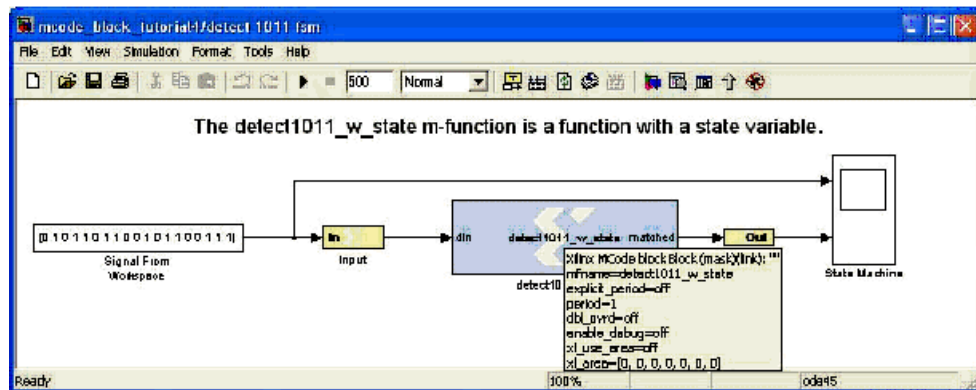 mcode_block_tutorial4/detect 1011 fsm
File Edit View Simulation Format Tools Help
500 Normal
The detect1011_w_state m-function is a function with a state variable.
[0 1 0 1 1 0 1 1 0 0 1 0 1 1 0 0 1 1 1]
Signal From
Workspace
In
Input
din detect1011_w_state matched
detect10
Out
State Machine
Xilinx MCode block Block (mask)(link): ""
mfname=detect1011_w_state
explicit_period=off
period=1
dbl_ovrd=off
enable_debug=off
xl_use_area=off
xl_area=[0, 0, 0, 0, 0, 0, 0]
Ready 100% ode45